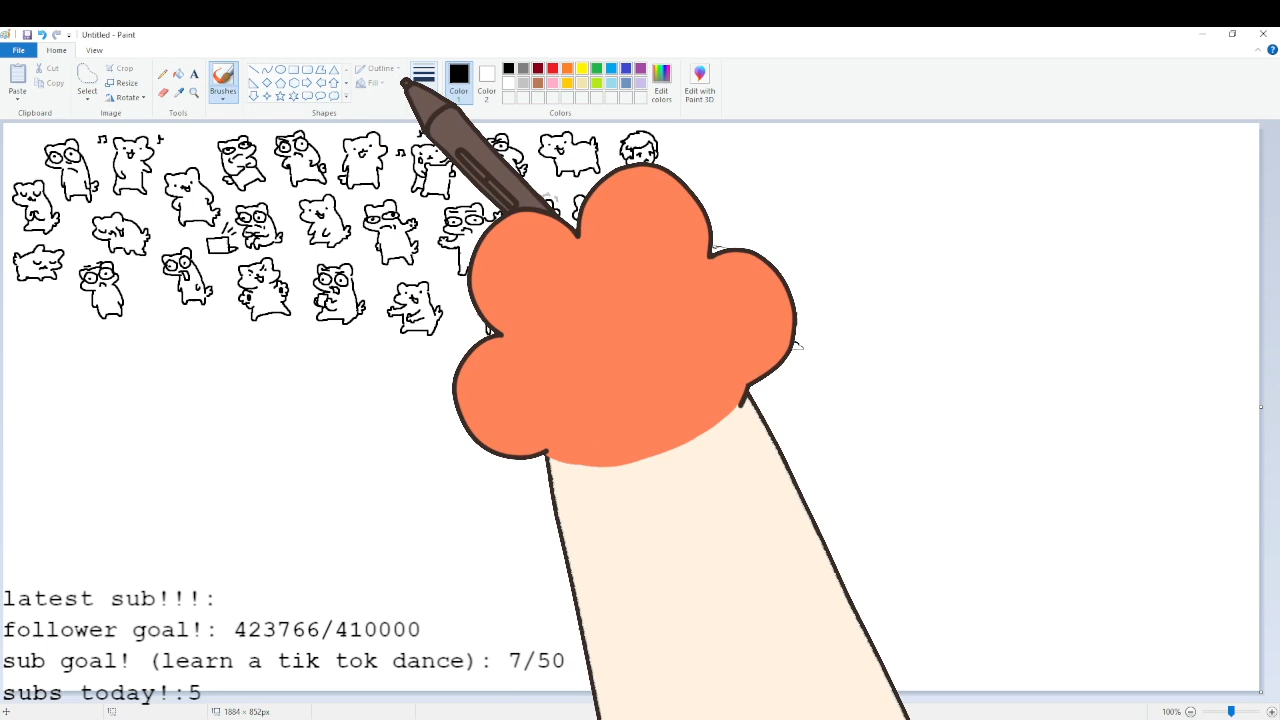 Untitled - Paint
File
Home
View
Paste
Cut
Copy
Clipboard
Select
Crop
Resize
Rotate
Image
A
Tools
Brushes
Outline
Fill
Shapes
Color 1
Color 2
Edit colors
Edit with Paint 3D
Colors
latest sub!!!:
follower goal!: 423766/410000
sub goal! (learn a tik tok dance): 7/50
subs today!:5
1884 × 852px
100%